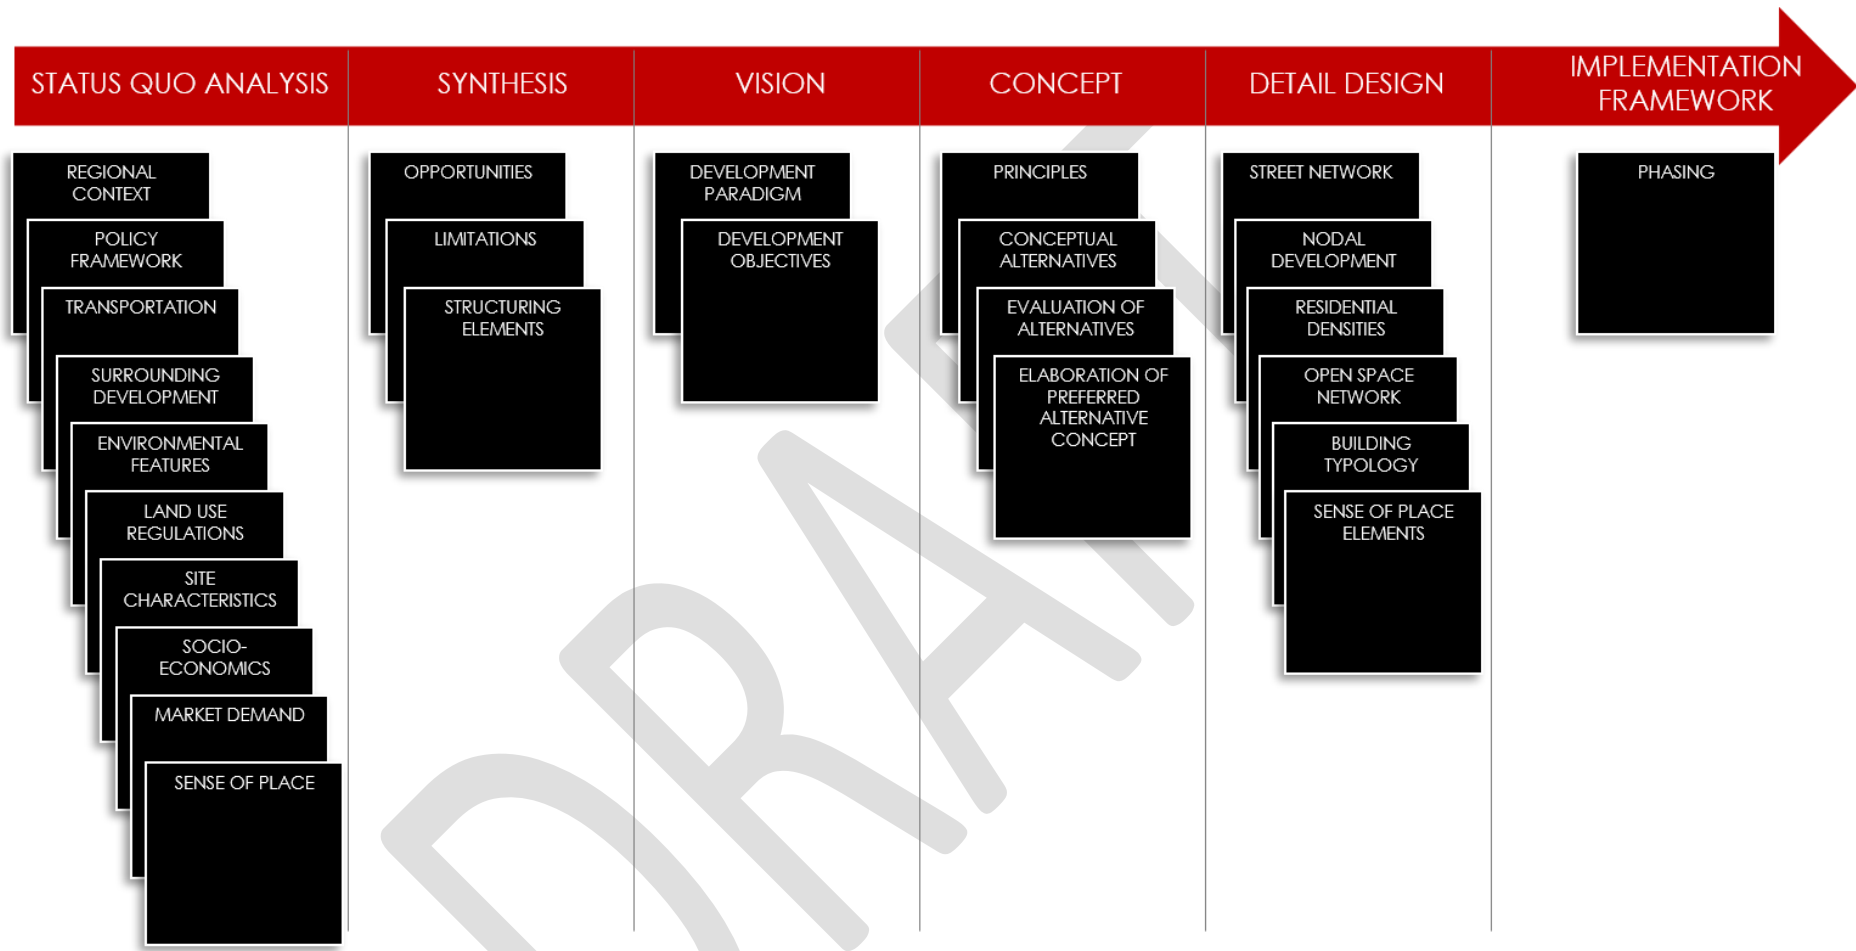 STATUS QUO ANALYSIS
SYNTHESIS
VISION
CONCEPT
DETAIL DESIGN
IMPLEMENTATION
FRAMEWORK
REGIONAL
CONTEXT
POLICY
FRAMEWORK
TRANSPORTATION
SURROUNDING
DEVELOPMENT
ENVIRONMENTAL
FEATURES
LAND USE
REGULATIONS
SITE
CHARACTERISTICS
SOCIO-
ECONOMICS
MARKET DEMAND
SENSE OF PLACE
OPPORTUNITIES
LIMITATIONS
STRUCTURING
ELEMENTS
DEVELOPMENT
PARADIGM
DEVELOPMENT
OBJECTIVES
PRINCIPLES
CONCEPTUAL
ALTERNATIVES
EVALUATION OF
ALTERNATIVES
ELABORATION OF
PREFERRED
ALTERNATIVE
CONCEPT
STREET NETWORK
NODAL
DEVELOPMENT
RESIDENTIAL
DENSITIES
OPEN SPACE
NETWORK
BUILDING
TYPOLOGY
SENSE OF PLACE
ELEMENTS
PHASING
DRAFT